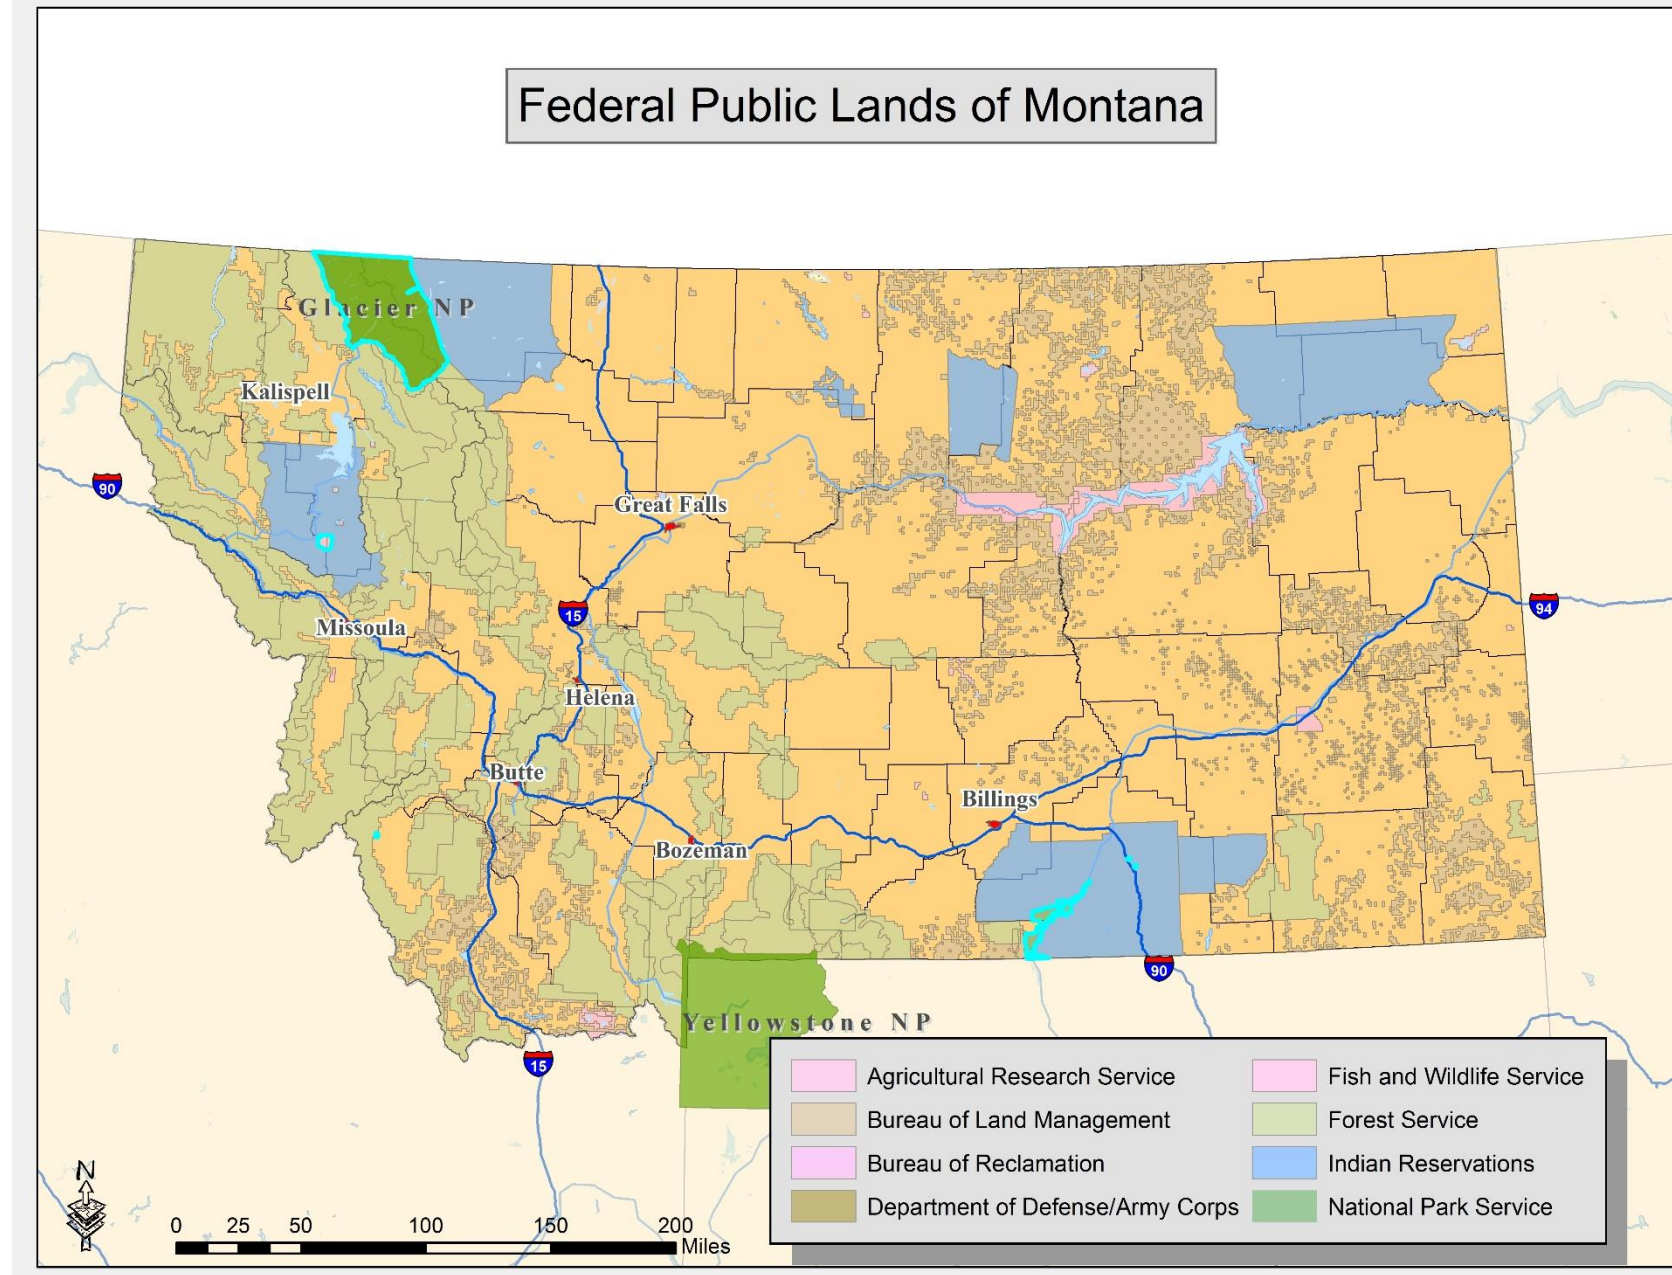 Federal Public Lands of Montana
Glacier NP
Kalispell
90
Great Falls
15
94
Missoula
Helena
Butte
Billings
Bozeman
90
Yellowstone NP
15
Agricultural Research Service
Bureau of Land Management
Bureau of Reclamation
Department of Defense/Army Corps
Fish and Wildlife Service
Forest Service
Indian Reservations
National Park Service
N
0 25 50 100 150 200
Miles